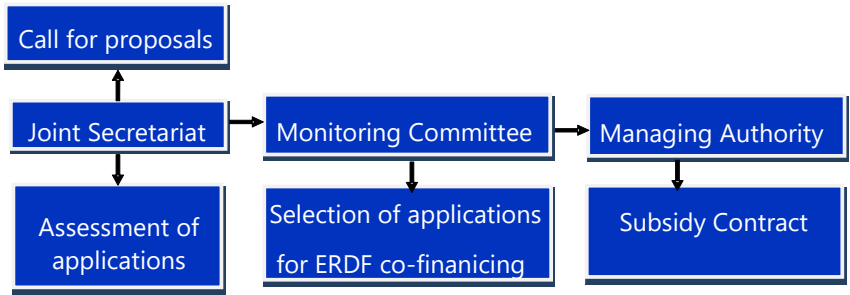 Call for proposals
Joint Secretariat
Monitoring Committee
Managing Authority
Assessment of
applications
Selection of applications
for ERDF co-finanicing
Subsidy Contract